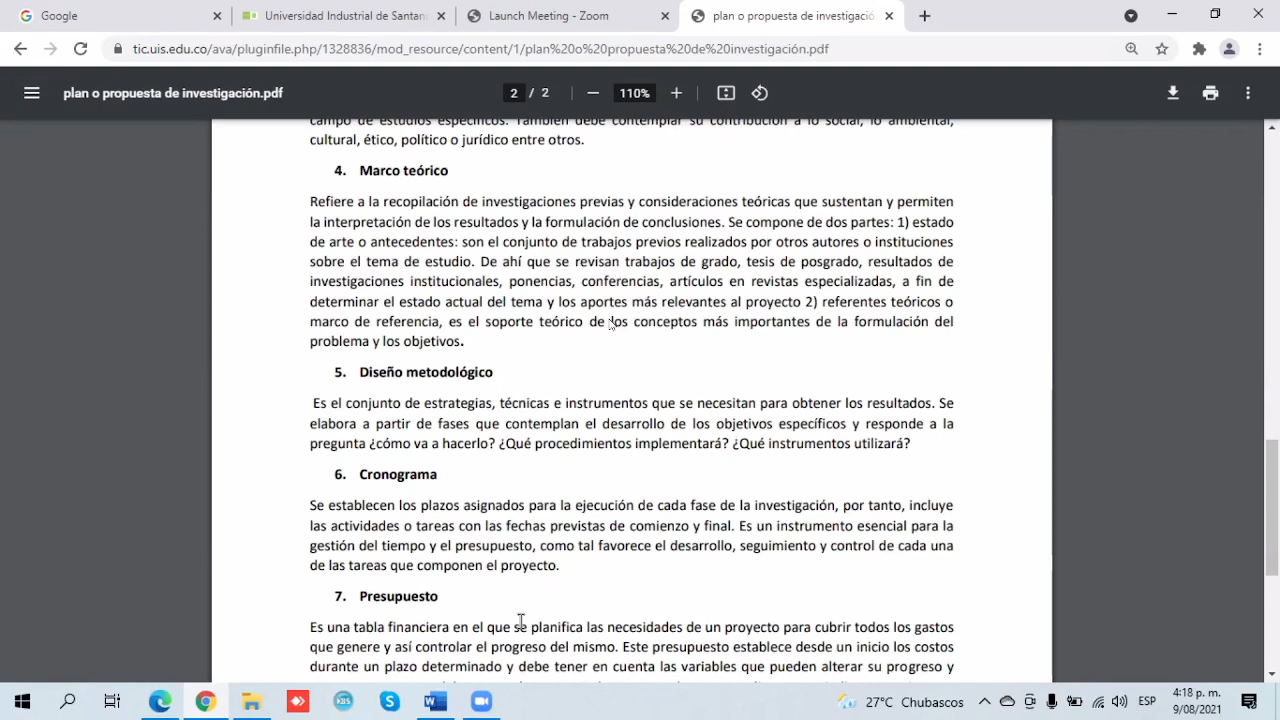 Google
Universidad Industrial de Santan
Launch Meeting - Zoom
plan o propuesta de investigació
tic.uis.edu.co/ava/pluginfile.php/1328836/mod_resource/content/1/plan%20o%20propuesta%20de%20investigación.pdf
plan o propuesta de investigación.pdf
2 / 2
110%
campo de estudios específicos. También debe contemplar su contribución a lo social, lo ambiental,
cultural, ético, político o jurídico entre otros.
4. Marco teórico
Refiere a la recopilación de investigaciones previas y consideraciones teóricas que sustentan y permiten
la interpretación de los resultados y la formulación de conclusiones. Se compone de dos partes: 1) estado
de arte o antecedentes: son el conjunto de trabajos previos realizados por otros autores o instituciones
sobre el tema de estudio. De ahí que se revisan trabajos de grado, tesis de posgrado, resultados de
investigaciones institucionales, ponencias, conferencias, artículos en revistas especializadas, a fin de
determinar el estado actual del tema y los aportes más relevantes al proyecto 2) referentes teóricos o
marco de referencia, es el soporte teórico de los conceptos más importantes de la formulación del
problema y los objetivos.
5. Diseño metodológico
Es el conjunto de estrategias, técnicas e instrumentos que se necesitan para obtener los resultados. Se
elabora a partir de fases que contemplan el desarrollo de los objetivos específicos y responde a la
pregunta ¿cómo va a hacerlo? ¿Qué procedimientos implementará? ¿Qué instrumentos utilizará?
6. Cronograma
Se establecen los plazos asignados para la ejecución de cada fase de la investigación, por tanto, incluye
las actividades o tareas con las fechas previstas de comienzo y final. Es un instrumento esencial para la
gestión del tiempo y el presupuesto, como tal favorece el desarrollo, seguimiento y control de cada una
de las tareas que componen el proyecto.
7. Presupuesto
Es una tabla financiera en el que se planifica las necesidades de un proyecto para cubrir todos los gastos
que genere y así controlar el progreso del mismo. Este presupuesto establece desde un inicio los costos
durante un plazo determinado y debe tener en cuenta las variables que pueden alterar su progreso y
27°C Chubascos
ESP
4:18 p. m.
9/08/2021